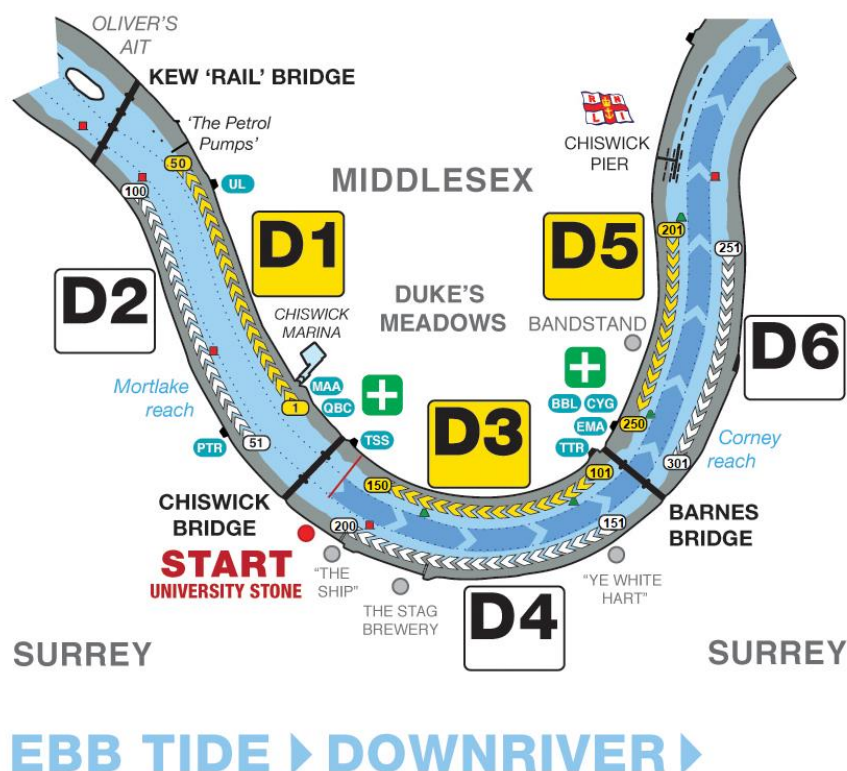 OLIVER'S
AIT
KEW 'RAIL' BRIDGE
'The Petrol
Pumps'
50
UL
100
MIDDLESEX
R N
L I
CHISWICK
PIER
D1
D2
D5
201
251
DUKE'S
MEADOWS
BANDSTAND
CHISWICK
MARINA
D6
Mortlake
reach
MAA
QBC
1
BBL
CYG
EMA
250
TSS
D3
TTR
PTR
51
Corney
reach
301
150
101
CHISWICK
BRIDGE
200
151
BARNES
BRIDGE
START
UNIVERSITY STONE
"THE
SHIP"
THE STAG
BREWERY
D4
"YE WHITE
HART"
SURREY
SURREY
EBB TIDE DOWNRIVER